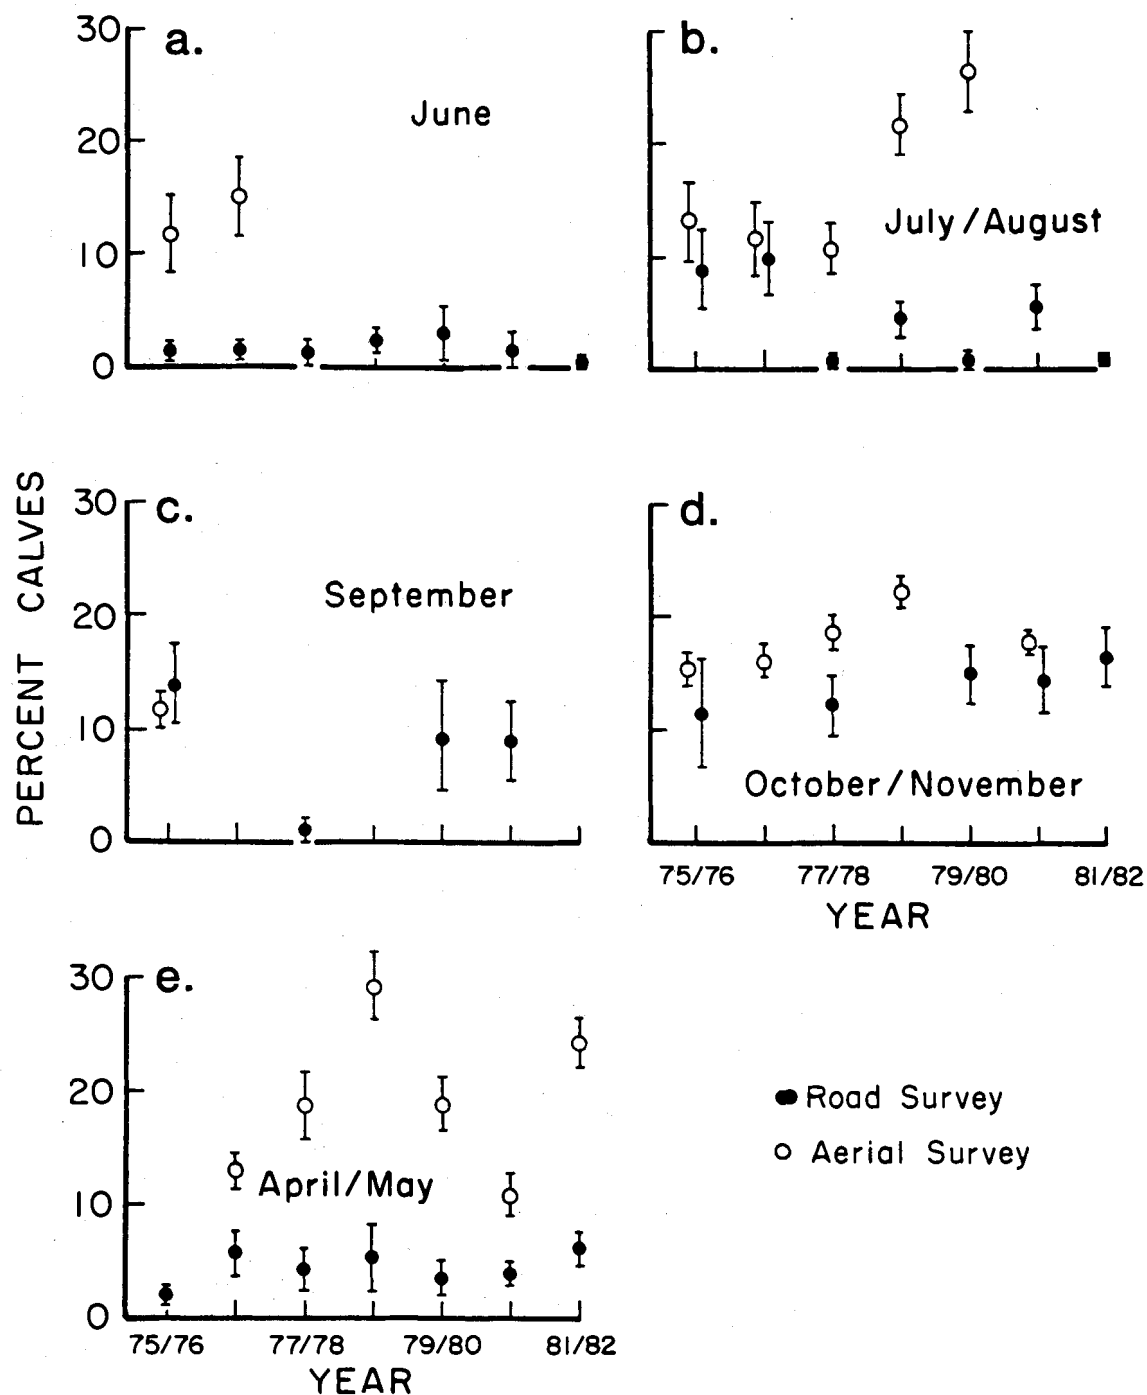 30
a.
June
20
10
0
b.
July/August
PERCENT CALVES
30
c.
September
20
10
0
d.
October/November
75/76 77/78 79/80 81/82
YEAR
30
e.
20
April/May
10
0
75/76 77/78 79/80 81/82
YEAR
Road Survey
Aerial Survey